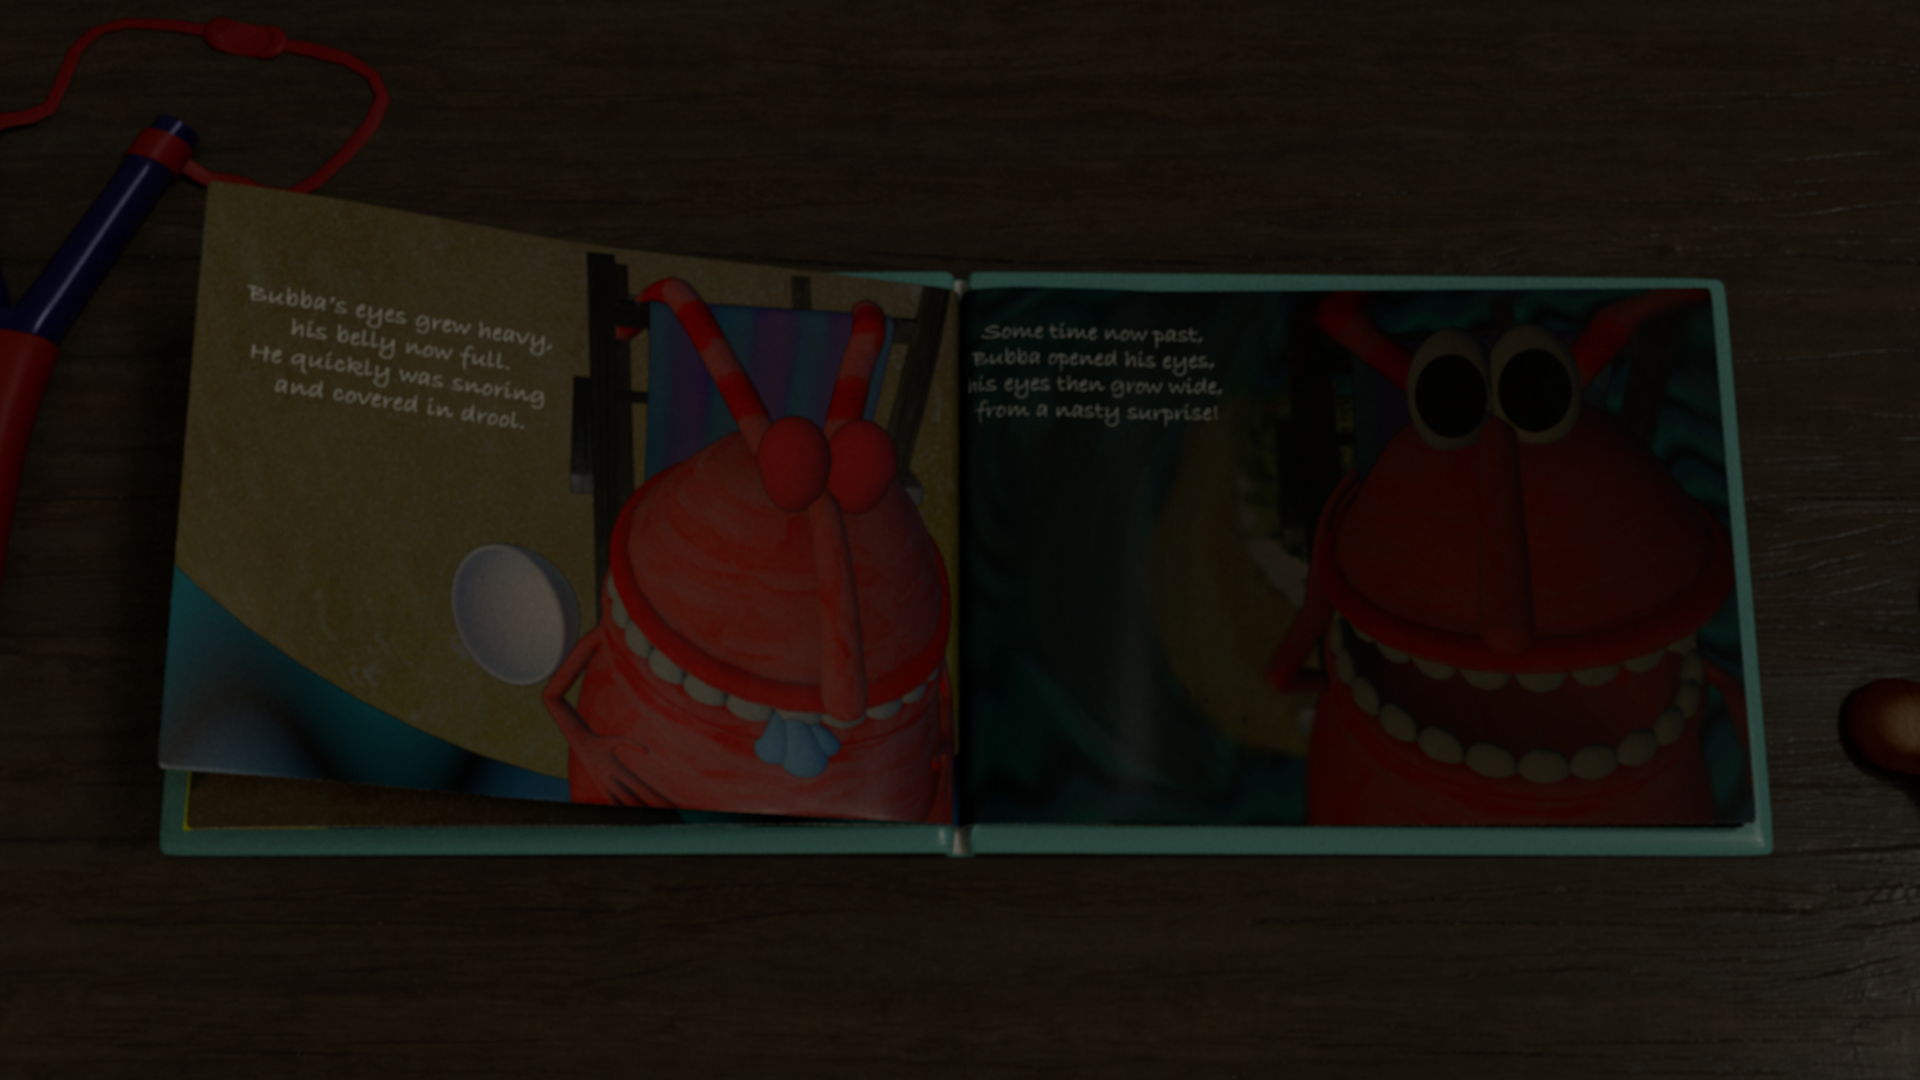 Bubba's eyes grew heavy,
his belly now full.
He quickly was snoring
and covered in drool.
Some time now past,
Bubba opened his eyes,
his eyes then grow wide,
from a nasty surprise!